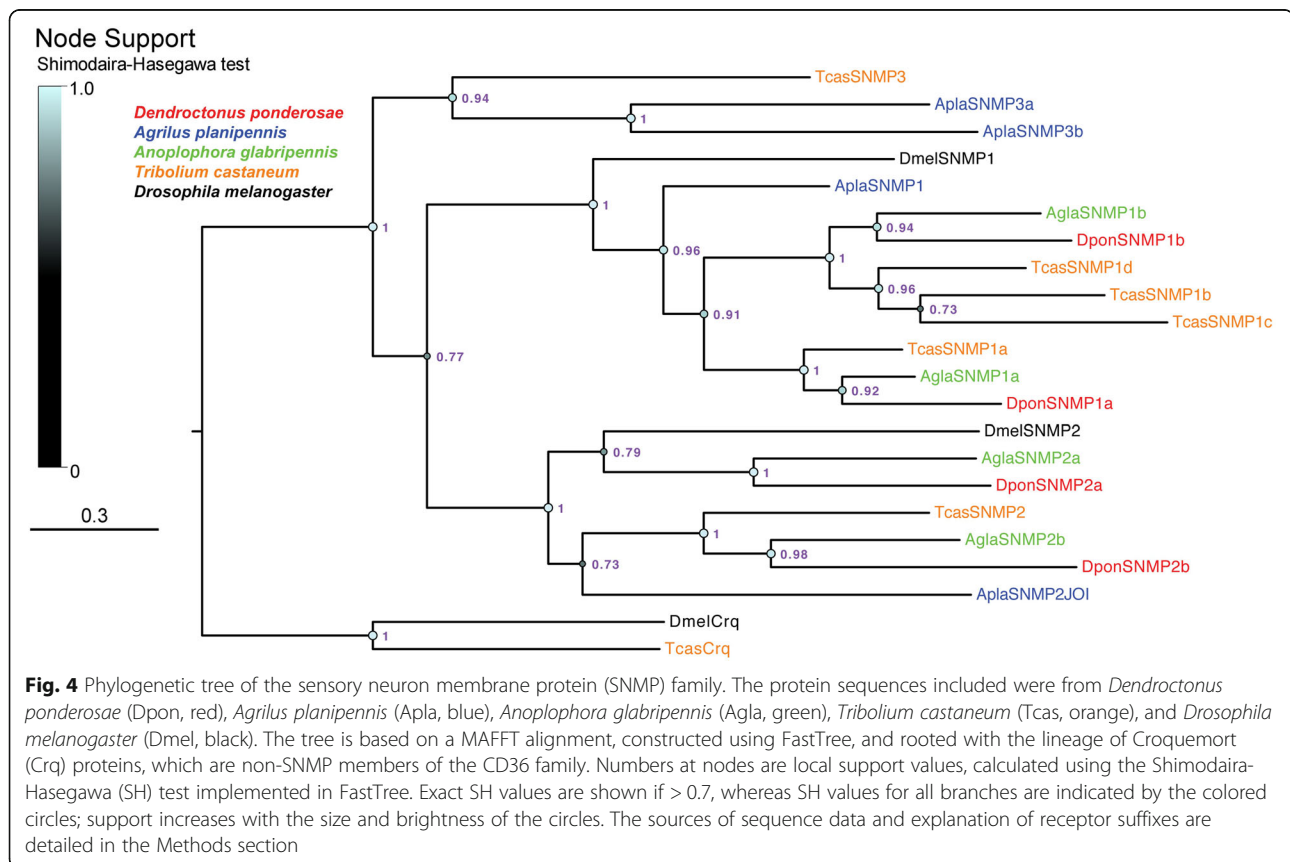 Node Support
Shimodaira-Hasegawa test
1.0
0
Dendroctonus ponderosae
Agrilus planipennis
Anoplophora glabripennis
Tribolium castaneum
Drosophila melanogaster
0.3
TcasSNMP3
0.94
AplaSNMP3a
1
AplaSNMP3b
DmelSNMP1
AplaSNMP1
1
AglaSNMP1b
0.94
DponSNMP1b
1
0.96
1
TcasSNMP1d
0.96
TcasSNMP1b
0.73
0.91
TcasSNMP1c
TcasSNMP1a
0.77
1
AglaSNMP1a
0.92
DponSNMP1a
DmelSNMP2
0.79
AglaSNMP2a
1
DponSNMP2a
1
TcasSNMP2
1
AglaSNMP2b
0.98
0.73
DponSNMP2b
AplaSNMP2JOI
DmelCrq
1
TcasCrq
Fig. 4 Phylogenetic tree of the sensory neuron membrane protein (SNMP) family. The protein sequences included were from Dendroctonus
ponderosae (Dpon, red), Agrilus planipennis (Apla, blue), Anoplophora glabripennis (Agla, green), Tribolium castaneum (Tcas, orange), and Drosophila
melanogaster (Dmel, black). The tree is based on a MAFFT alignment, constructed using FastTree, and rooted with the lineage of Croquemort
(Crq) proteins, which are non-SNMP members of the CD36 family. Numbers at nodes are local support values, calculated using the Shimodaira-
Hasegawa (SH) test implemented in FastTree. Exact SH values are shown if > 0.7, whereas SH values for all branches are indicated by the colored
circles; support increases with the size and brightness of the circles. The sources of sequence data and explanation of receptor suffixes are
detailed in the Methods section